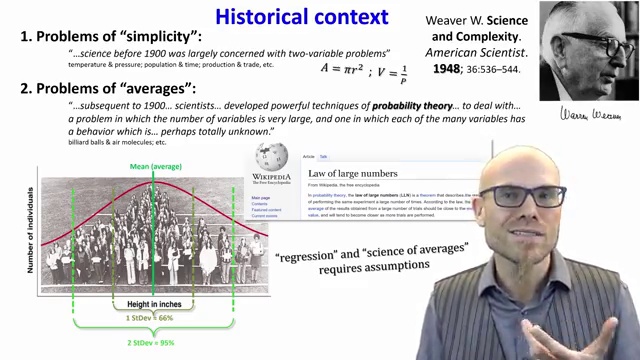 Historical context
1. Problems of “simplicity”:
“…science before 1900 was largely concerned with two-variable problems”
temperature & pressure; population & time; production & trade, etc.
A = πr² ; V = 1/P
2. Problems of “averages”:
“…subsequent to 1900… scientists… developed powerful techniques of probability theory… to deal with…
a problem in which the number of variables is very large, and one in which each of the many variables has
a behavior which is… perhaps totally unknown.”
billiard balls & air molecules; etc.
Weaver W. Science
and Complexity.
American Scientist.
1948; 36:536–544.
Warren Weaver
Mean (average)
Number of individuals
Height in inches
1 StDev = 66%
2 StDev = 95%
WIKIPEDIA
The Free Encyclopedia
Main page
Contents
Featured content
Current events
Article Talk
Law of large numbers
From Wikipedia, the free encyclopedia
In probability theory, the law of large numbers (LLN) is a theorem that describes the
of performing the same experiment a large number of times. According to the law, the
average of the results obtained from a large number of trials should be close to the
value, and will tend to become closer as more trials are performed.
“regression” and “science of averages”
requires assumptions